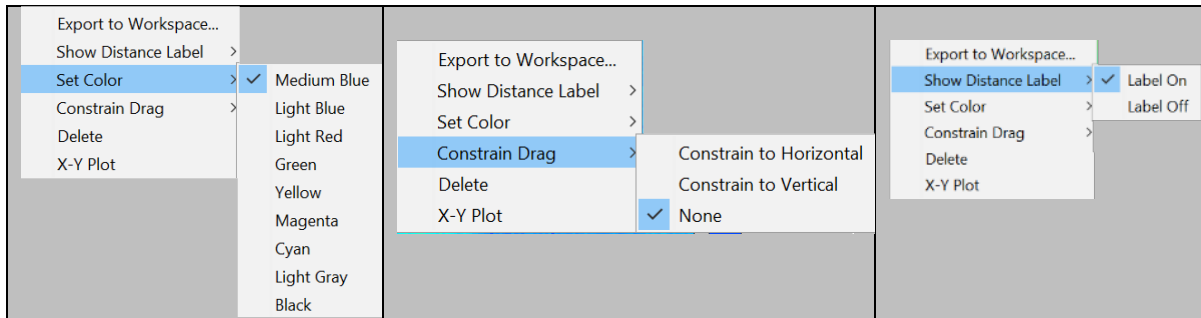 Export to Workspace...
Show Distance Label
Set Color
Constrain Drag
Delete
X-Y Plot
Medium Blue
Light Blue
Light Red
Green
Yellow
Magenta
Cyan
Light Gray
Black
Export to Workspace...
Show Distance Label
Set Color
Constrain Drag
Delete
X-Y Plot
Constrain to Horizontal
Constrain to Vertical
None
Export to Workspace...
Show Distance Label
Set Color
Constrain Drag
Delete
X-Y Plot
Label On
Label Off